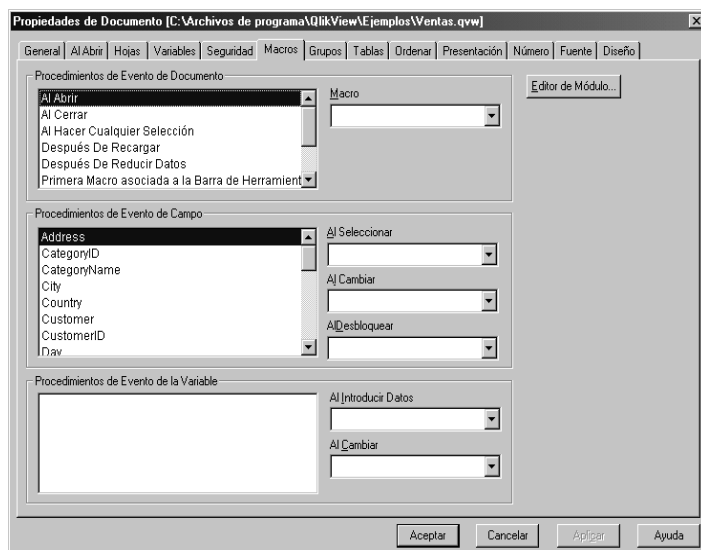 Propiedades de Documento [C:\Archivos de programa\QlikView\Ejemplos\Ventas.qvw]
General Al Abrir Hojas Variables Seguridad Macros Grupos Tablas Ordenar Presentación Número Fuente Diseño
Procedimientos de Evento de Documento
Al Abrir
Al Cerrar
Al Hacer Cualquier Selección
Después De Recargar
Después De Reducir Datos
Primera Macro asociada a la Barra de Herramient
Macro
Editor de Módulo...
Procedimientos de Evento de Campo
Address
CategoryID
CategoryName
City
Country
Customer
CustomerID
Day
Al Seleccionar
Al Cambiar
AlDesbloquear
Procedimientos de Evento de la Variable
Al Introducir Datos
Al Cambiar
Aceptar Cancelar Aplicar Ayuda